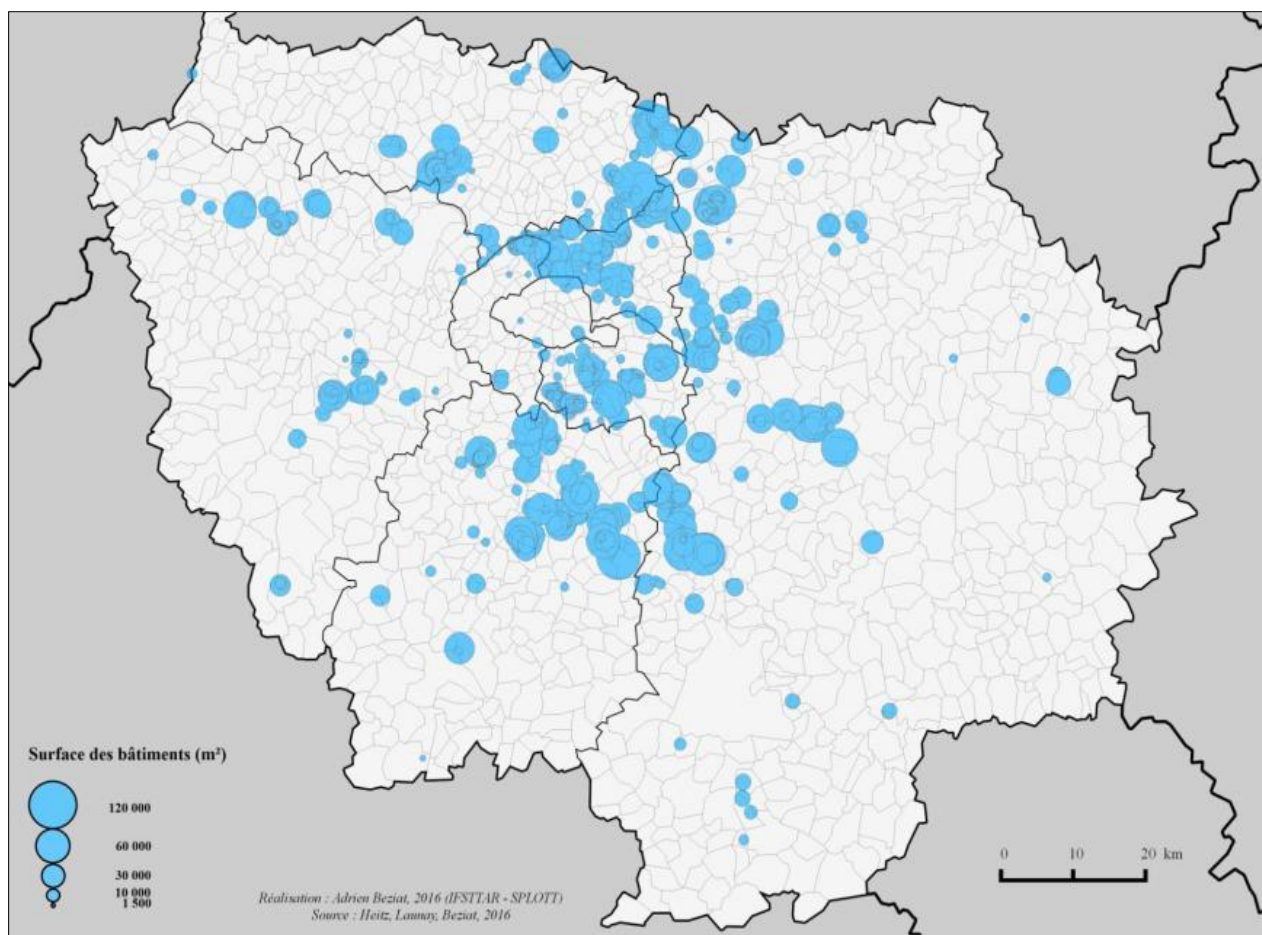 Surface des bâtiments (m²)
120 000
60 000
30 000
10 000
1 500
Réalisation : Adrien Beziat, 2016 (IFSTTAR - SPLOTT)
Source : Heitz, Launay, Beziat, 2016
0 10 20 km